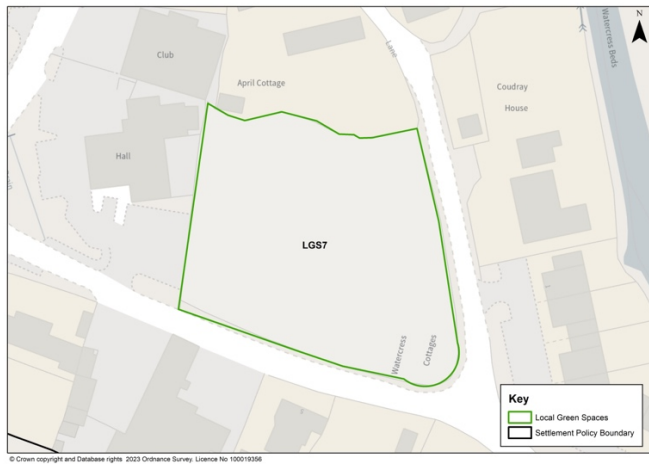 N
Club
Lane
Watercress Beds
April Cottage
Coudray
House
Hall
LGS7
Watercress
Cottages
Key
Local Green Spaces
Settlement Policy Boundary
© Crown copyright and Database rights 2023 Ordnance Survey. Licence No 100019356